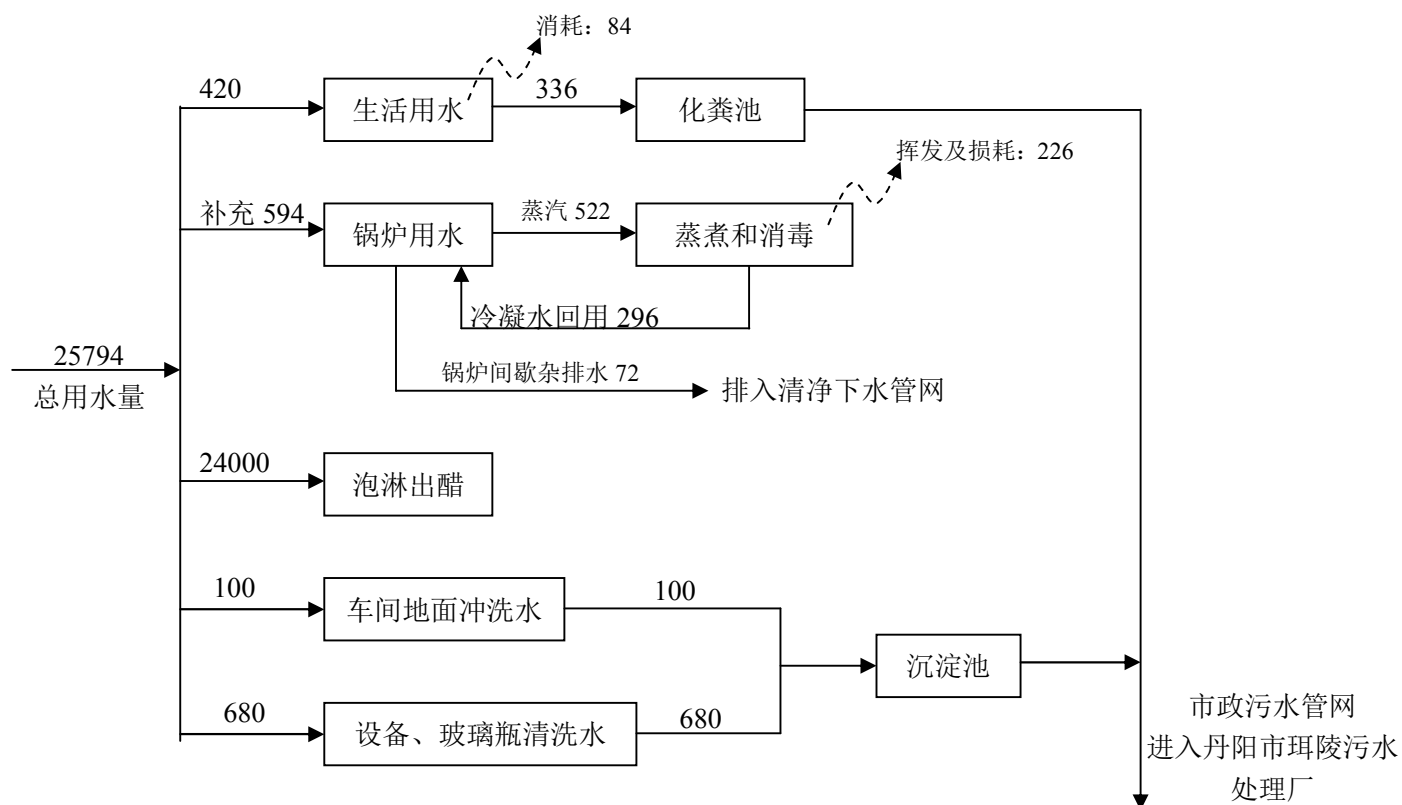 消耗：84
420
生活用水
336
化粪池
挥发及损耗：226
补充 594
锅炉用水
蒸汽 522
蒸煮和消毒
冷凝水回用 296
25794
总用水量
锅炉间歇杂排水 72
排入清净下水管网
24000
泡淋出醋
100
车间地面冲洗水
100
沉淀池
680
设备、玻璃瓶清洗水
680
市政污水管网
进入丹阳市珥陵污水
处理厂